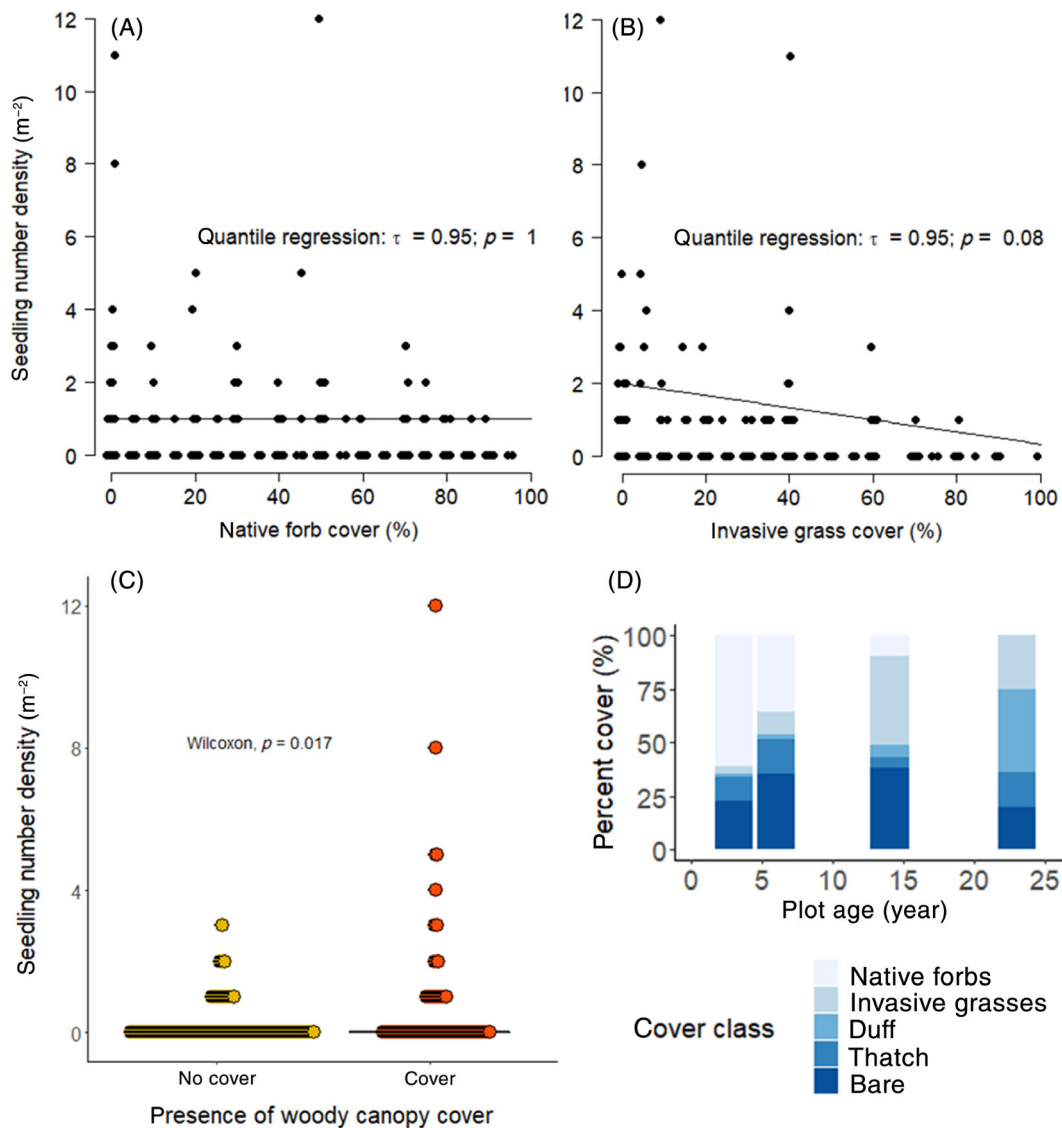 (A)
12
10
8
6
4
2
0
Seedling number density (m⁻²)
Quantile regression: τ = 0.95; p = 1
0 20 40 60 80 100
Native forb cover (%)
(B)
12
10
8
6
4
2
0
Quantile regression: τ = 0.95; p = 0.08
0 20 40 60 80 100
Invasive grass cover (%)
(C)
12
8
4
0
Seedling number density (m⁻²)
Wilcoxon, p = 0.017
No cover Cover
Presence of woody canopy cover
(D)
100
75
50
25
0
Percent cover (%)
0 5 10 15 20 25
Plot age (year)
Cover class
Native forbs
Invasive grasses
Duff
Thatch
Bare